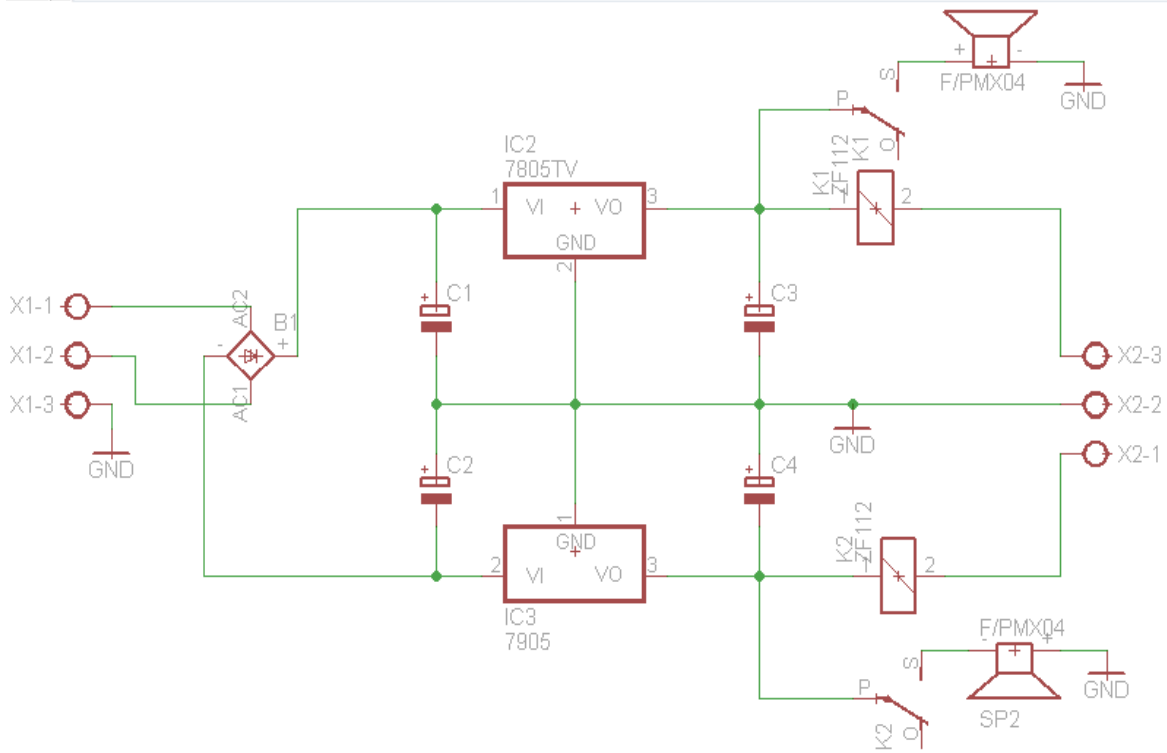 S
+ -
F/PMX04
GND
P
O
K1
ZF112
K1
1
2
IC2
7805TV
1
VI + VO
3
GND
2
X1-1
X1-2
X1-3
GND
AC2
B1
- +
AC1
+
C1
+
C3
+
C2
+
C4
GND
X2-3
X2-2
X2-1
1
GND
2
VI
VO
3
IC3
7905
K2
ZF112
1
2
F/PMX04
- +
S
GND
SP2
P
O
K2